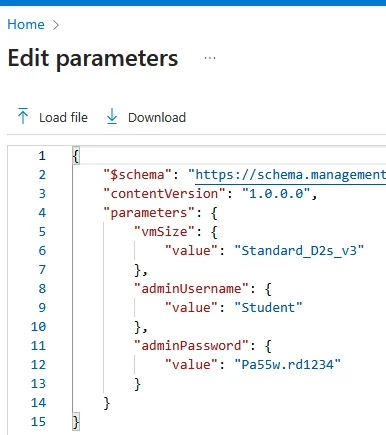 Home >
Edit parameters ...
Load file Download
1 {
2 "$schema": "https://schema.management
3 "contentVersion": "1.0.0.0",
4 "parameters": {
5 "vmSize": {
6 "value": "Standard_D2s_v3"
7 },
8 "adminUsername": {
9 "value": "Student"
10 },
11 "adminPassword": {
12 "value": "Pa55w.rd1234"
13 }
14 }
15 }